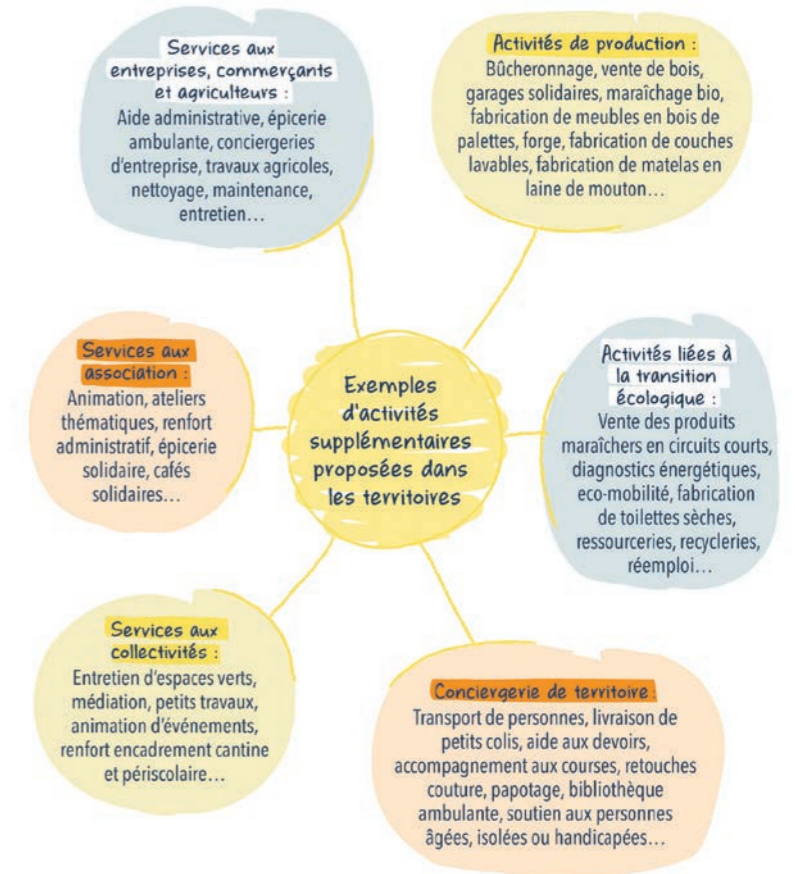 Services aux
entreprises, commerçants
et agriculteurs :
Aide administrative, épicerie
ambulante, conciergeries
d'entreprise, travaux agricoles,
nettoyage, maintenance,
entretien…
Activités de production :
Bûcheronnage, vente de bois,
garages solidaires, maraîchage bio,
fabrication de meubles en bois de
palettes, forge, fabrication de couches
lavables, fabrication de matelas en
laine de mouton…
Services aux
association :
Animation, ateliers
thématiques, renfort
administratif, épicerie
solidaire, cafés
solidaires…
Exemples
d'activités
supplémentaires
proposées dans
les territoires
Activités liées à
la transition
écologique :
Vente des produits
maraîchers en circuits courts,
diagnostics énergétiques,
eco-mobilité, fabrication
de toilettes sèches,
ressourceries, recycleries,
réemploi…
Services aux
collectivités :
Entretien d'espaces verts,
médiation, petits travaux,
animation d'événements,
renfort encadrement cantine
et périscolaire…
Conciergerie de territoire :
Transport de personnes, livraison de
petits colis, aide aux devoirs,
accompagnement aux courses, retouches
couture, papotage, bibliothèque
ambulante, soutien aux personnes
âgées, isolées ou handicapées…